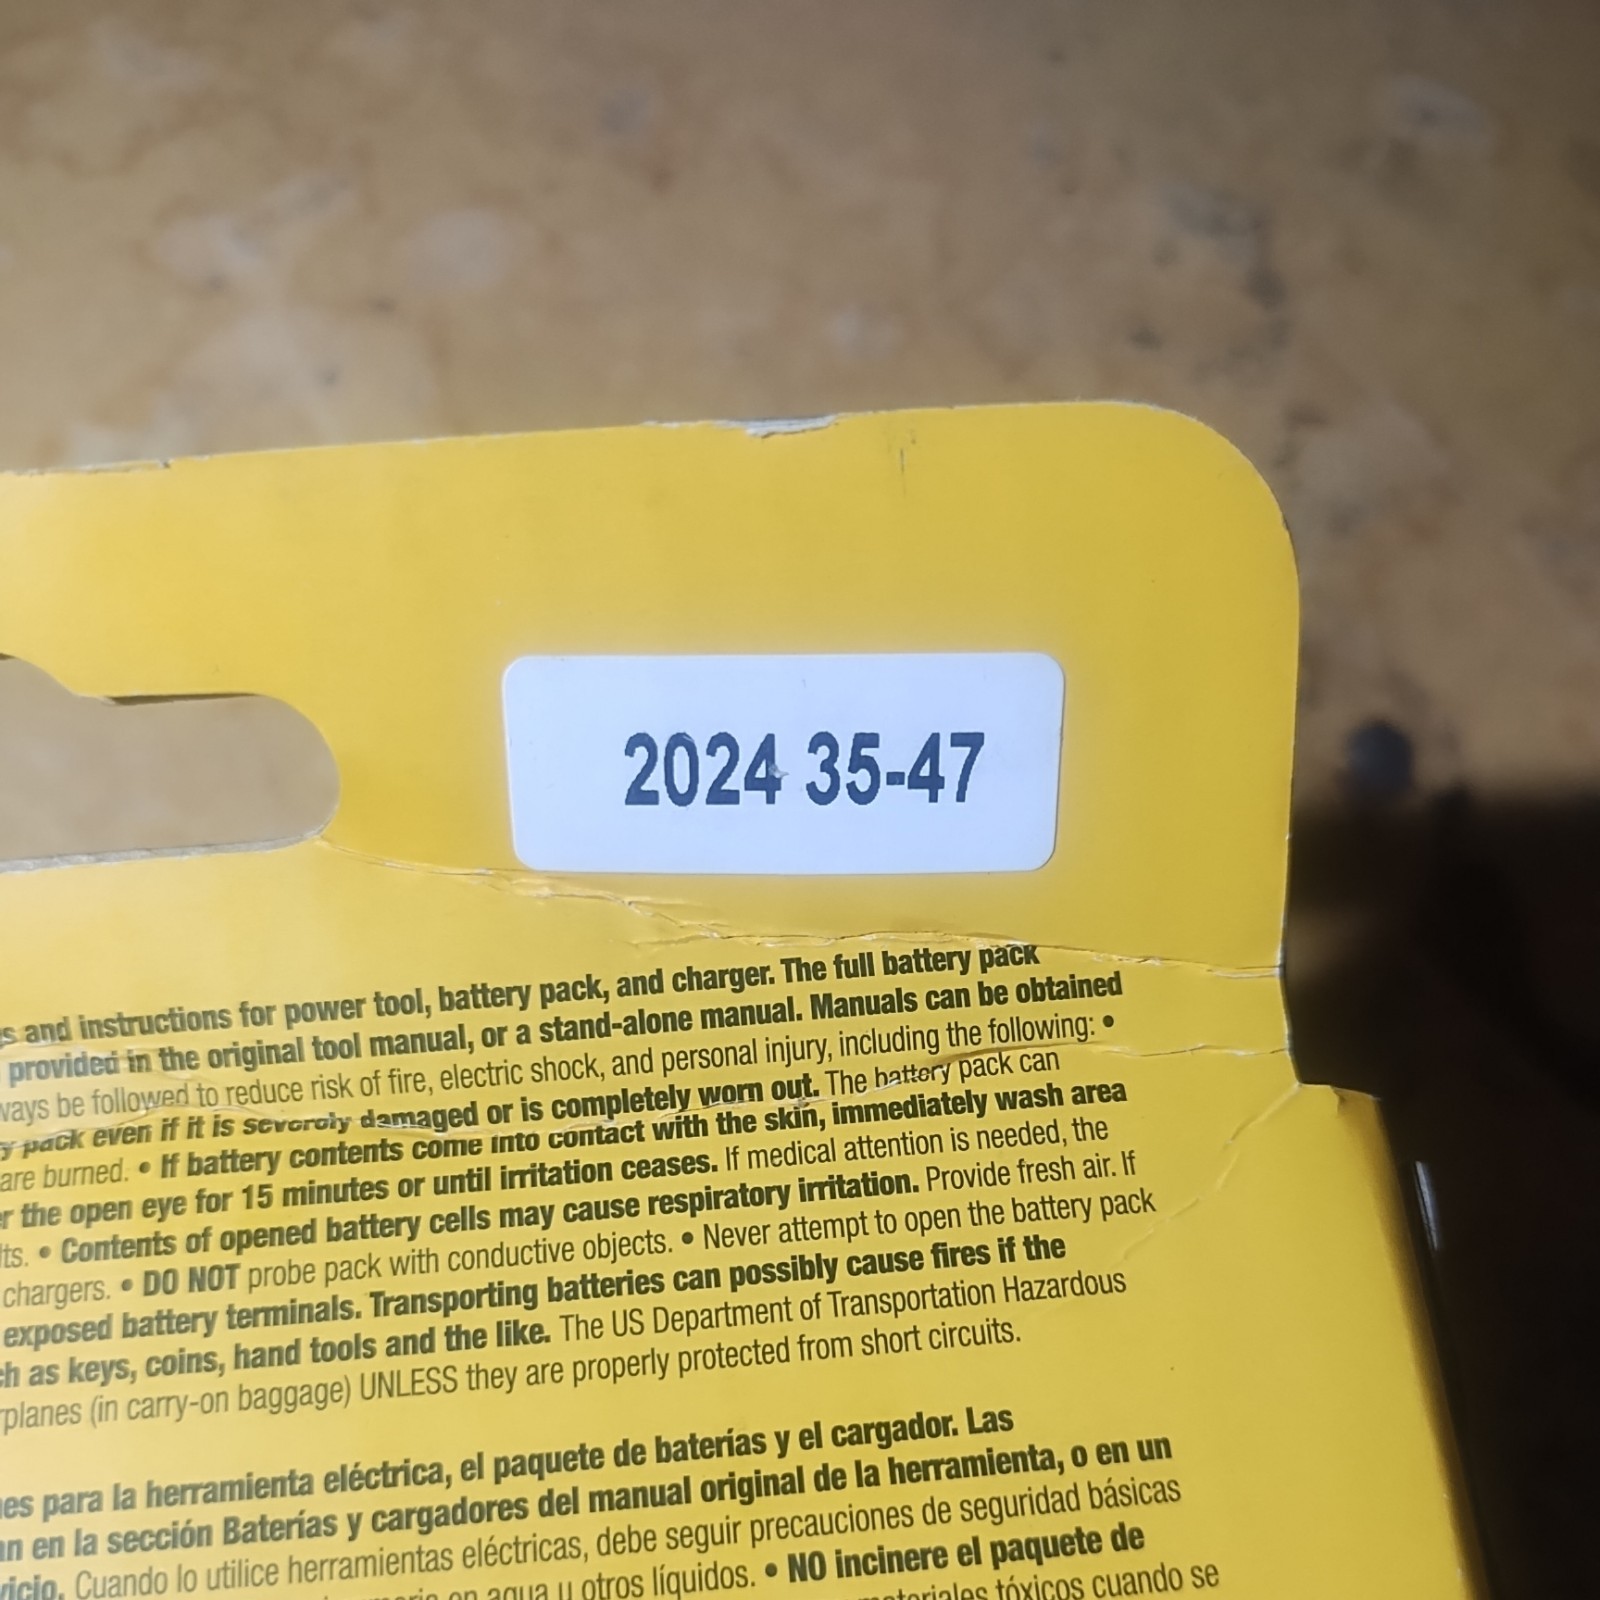 2024 35-47
and instructions for power tool, battery pack, and charger. The full battery pack
provided in the original tool manual, or a stand-alone manual. Manuals can be obtained
be followed to reduce risk of fire, electric shock, and personal injury, including the following: •
pack even if it is severely damaged or is completely worn out. The battery pack can
are burned. • If battery contents come into contact with the skin, immediately wash area
the open eye for 15 minutes or until irritation ceases. If medical attention is needed, the
• Contents of opened battery cells may cause respiratory irritation. Provide fresh air. If
chargers. • DO NOT probe pack with conductive objects. • Never attempt to open the battery pack
exposed battery terminals. Transporting batteries can possibly cause fires if the
as keys, coins, hand tools and the like. The US Department of Transportation Hazardous
(in carry-on baggage) UNLESS they are properly protected from short circuits.
para la herramienta eléctrica, el paquete de baterías y el cargador. Las
en la sección Baterías y cargadores del manual original de la herramienta, o en un
Cuando lo utilice herramientas eléctricas, debe seguir precauciones de seguridad básicas
en agua u otros líquidos. • NO incinere el paquete de
materiales tóxicos cuando se